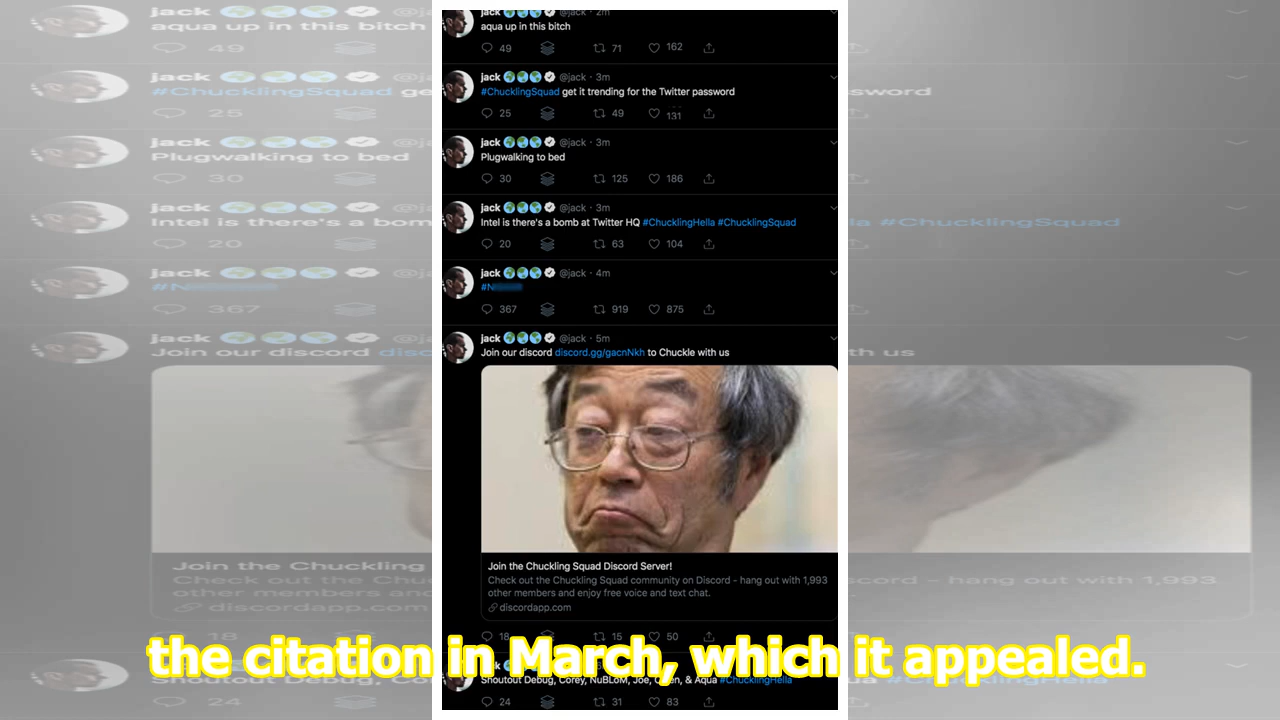 jack @jack · 2m
aqua up in this bitch
49 71 162
jack @jack · 3m
#ChucklingSquad get it trending for the Twitter password
25 49 131
jack @jack · 3m
Plugwalking to bed
30 125 186
jack @jack · 3m
Intel is there's a bomb at Twitter HQ #ChucklingHella #ChucklingSquad
20 63 104
jack @jack · 4m
#N
367 919 875
jack @jack · 5m
Join our discord discord.gg/gacnNkh to Chuckle with us
Join the Chuckling Squad Discord Server!
Check out the Chuckling Squad community on Discord - hang out with 1,993
other members and enjoy free voice and text chat.
discordapp.com
18 15 50
the citation in March, which it appealed.
Shoutout Debug, Corey, NuBLoM, Joe, & Aqua #ChucklingHella
24 31 83